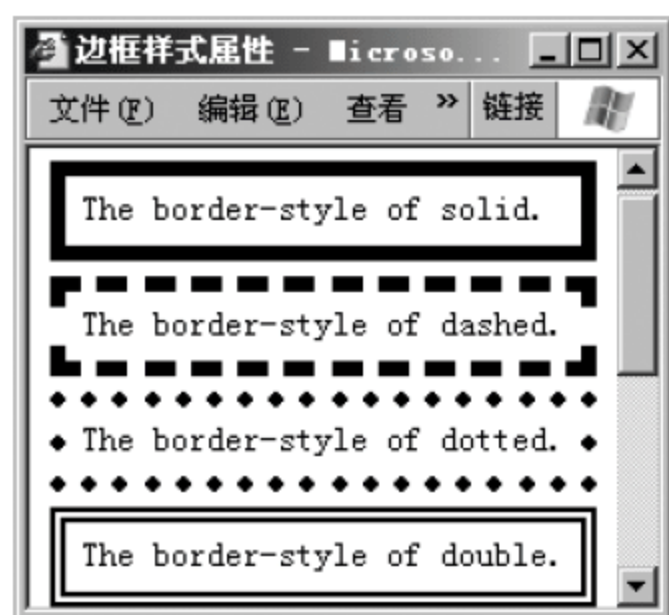 边框样式属性 - Microso...
文件(F) 编辑(E) 查看 » 链接
The border-style of solid.
The border-style of dashed.
The border-style of dotted.
The border-style of double.